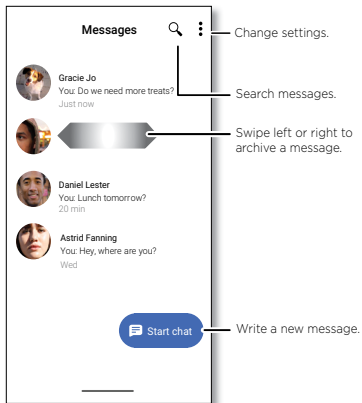 Messages
Change settings.
Gracie Jo
You: Do we need more treats?
Just now
Search messages.
Swipe left or right to
archive a message.
Daniel Lester
You: Lunch tomorrow?
20 min
Astrid Fanning
You: Hey, where are you?
Wed
Start chat
Write a new message.